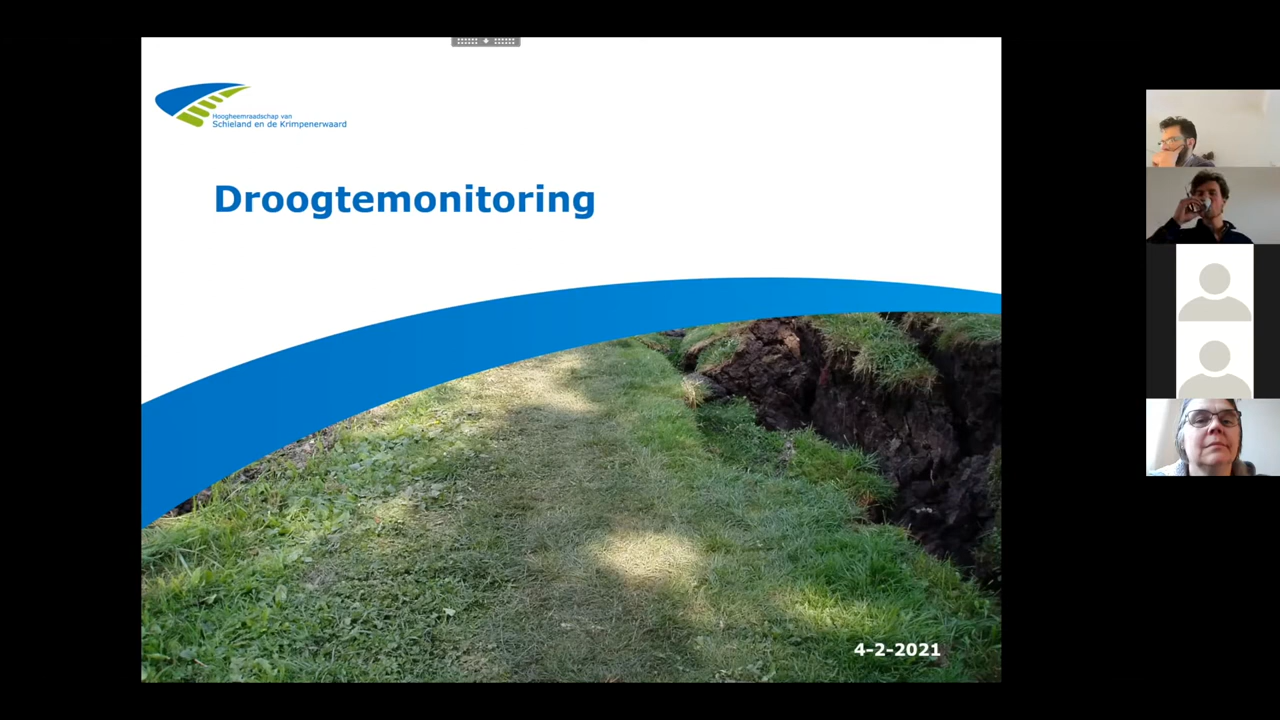 Hoogheemraadschap van
Schieland en de Krimpenerwaard
Droogtemonitoring
4-2-2021